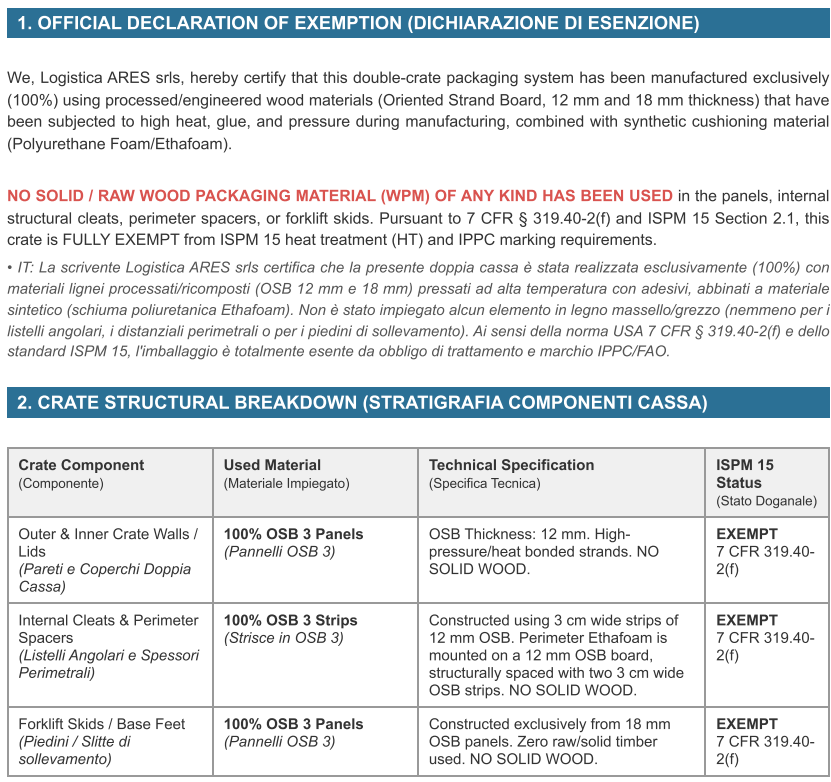 1. OFFICIAL DECLARATION OF EXEMPTION (DICHIARAZIONE DI ESENZIONE)
We, Logistica ARES srls, hereby certify that this double-crate packaging system has been manufactured exclusively
(100%) using processed/engineered wood materials (Oriented Strand Board, 12 mm and 18 mm thickness) that have
been subjected to high heat, glue, and pressure during manufacturing, combined with synthetic cushioning material
(Polyurethane Foam/Ethafoam).
NO SOLID / RAW WOOD PACKAGING MATERIAL (WPM) OF ANY KIND HAS BEEN USED in the panels, internal
structural cleats, perimeter spacers, or forklift skids. Pursuant to 7 CFR § 319.40-2(f) and ISPM 15 Section 2.1, this
crate is FULLY EXEMPT from ISPM 15 heat treatment (HT) and IPPC marking requirements.
• IT: La scrivente Logistica ARES srls certifica che la presente doppia cassa è stata realizzata esclusivamente (100%) con
materiali lignei processati/ricomposti (OSB 12 mm e 18 mm) pressati ad alta temperatura con adesivi, abbinati a materiale
sintetico (schiuma poliuretanica Ethafoam). Non è stato impiegato alcun elemento in legno massello/grezzo (nemmeno per i
listelli angolari, i distanziali perimetrali o per i piedini di sollevamento). Ai sensi della norma USA 7 CFR § 319.40-2(f) e dello
standard ISPM 15, l'imballaggio è totalmente esente da obbligo di trattamento e marchio IPPC/FAO.
2. CRATE STRUCTURAL BREAKDOWN (STRATIGRAFIA COMPONENTI CASSA)
Crate Component
(Componente)
Used Material
(Materiale Impiegato)
Technical Specification
(Specifica Tecnica)
ISPM 15
Status
(Stato Doganale)
Outer & Inner Crate Walls /
Lids
(Pareti e Coperchi Doppia
Cassa)
100% OSB 3 Panels
(Pannelli OSB 3)
OSB Thickness: 12 mm. High-
pressure/heat bonded strands. NO
SOLID WOOD.
EXEMPT
7 CFR 319.40-
2(f)
Internal Cleats & Perimeter
Spacers
(Listelli Angolari e Spessori
Perimetrali)
100% OSB 3 Strips
(Strisce in OSB 3)
Constructed using 3 cm wide strips of
12 mm OSB. Perimeter Ethafoam is
mounted on a 12 mm OSB board,
structurally spaced with two 3 cm wide
OSB strips. NO SOLID WOOD.
EXEMPT
7 CFR 319.40-
2(f)
Forklift Skids / Base Feet
(Piedini / Slitte di
sollevamento)
100% OSB 3 Panels
(Pannelli OSB 3)
Constructed exclusively from 18 mm
OSB panels. Zero raw/solid timber
used. NO SOLID WOOD.
EXEMPT
7 CFR 319.40-
2(f)